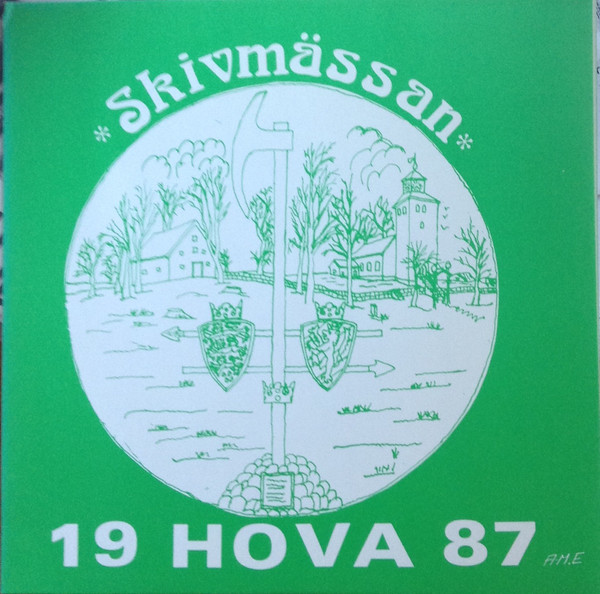 *Skivmässan*
19 HOVA 87
A.M.E